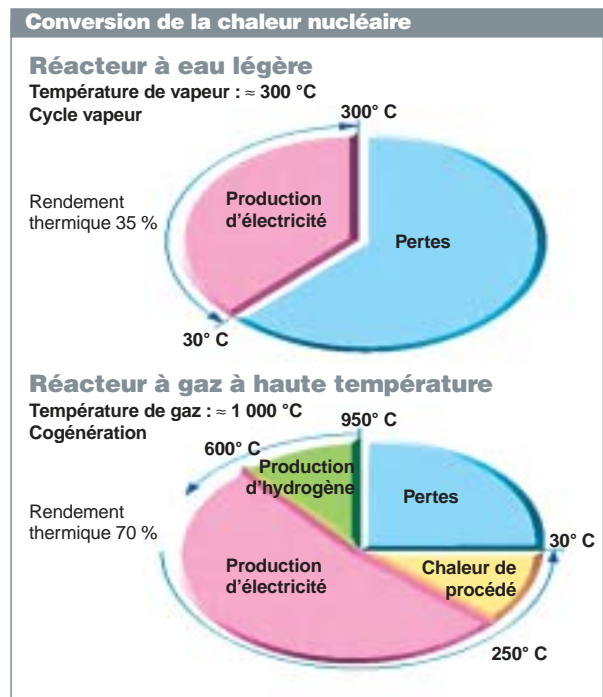 Conversion de la chaleur nucléaire
Réacteur à eau légère
Température de vapeur : ≈ 300 °C
Cycle vapeur
300° C
Rendement
thermique 35 %
Production
d'électricité
Pertes
30° C
Réacteur à gaz à haute température
Température de gaz : ≈ 1 000 °C
Cogénération
950° C
600° C
Production
d'hydrogène
Pertes
Rendement
thermique 70 %
30° C
Production
d'électricité
Chaleur de
procédé
250° C